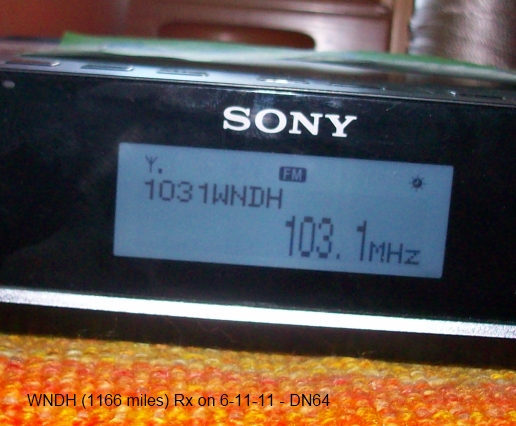 SONY
FM
1031WNDH
103.1MHz
WNDH (1166 miles) Rx on 6-11-11 - DN64